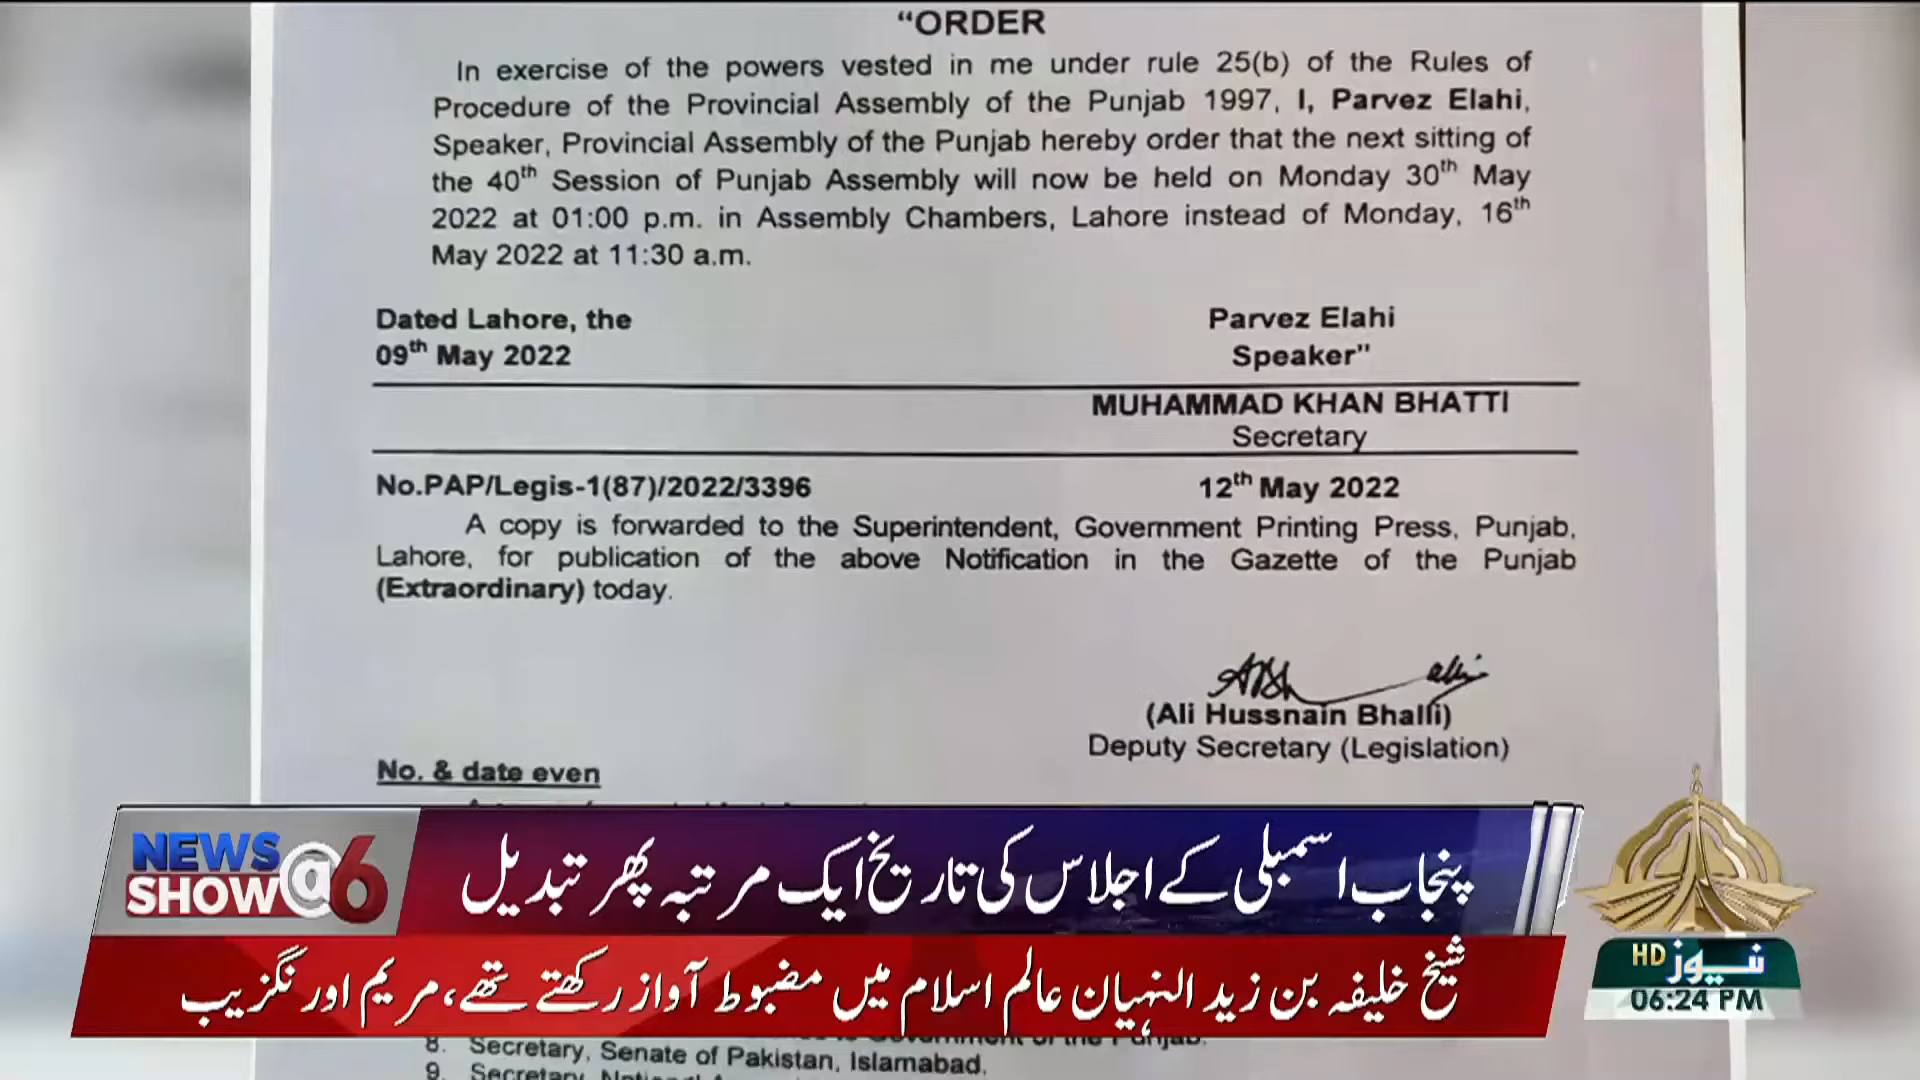 “ORDER
In exercise of the powers vested in me under rule 25(b) of the Rules of
Procedure of the Provincial Assembly of the Punjab 1997, I, Parvez Elahi,
Speaker, Provincial Assembly of the Punjab hereby order that the next sitting of
the 40th Session of Punjab Assembly will now be held on Monday 30th May
2022 at 01:00 p.m. in Assembly Chambers, Lahore instead of Monday, 16th
May 2022 at 11:30 a.m.
Dated Lahore, the
09th May 2022
Parvez Elahi
Speaker”
MUHAMMAD KHAN BHATTI
Secretary
No.PAP/Legis-1(87)/2022/3396
12th May 2022
A copy is forwarded to the Superintendent, Government Printing Press, Punjab,
Lahore, for publication of the above Notification in the Gazette of the Punjab
(Extraordinary) today.
(Ali Hussnain Bhalli)
Deputy Secretary (Legislation)
No. & date even
NEWS
SHOW@6
پنجاب اسمبلی کے اجلاس کی تاریخ ایک مرتبہ پھر تبدیل
شیخ خلیفہ بن زید النہیان عالم اسلام میں مضبوط آواز رکھتے تھے، مریم اورنگزیب
نیوز HD
06:24 PM
of the Punjab.
8. Secretary, Senate of Pakistan, Islamabad.
9. Secretary,